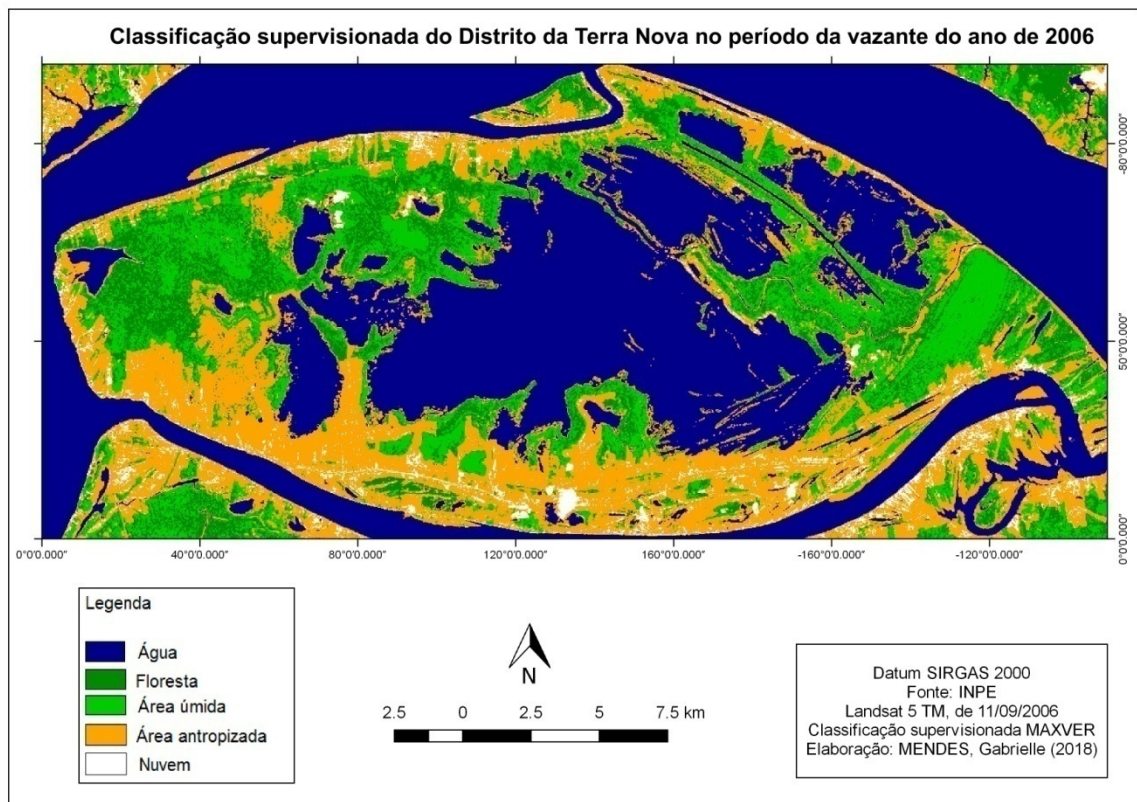 Classificação supervisionada do Distrito da Terra Nova no período da vazante do ano de 2006
-80°0'0.000"
50°0'0.000"
0°0'0.000"
0°0'0.000"
40°0'0.000"
80°0'0.000"
120°0'0.000"
160°0'0.000"
-160°0'0.000"
-120°0'0.000"
Legenda
Água
Floresta
Área úmida
Área antropizada
Nuvem
N
2.5 0 2.5 5 7.5 km
Datum SIRGAS 2000
Fonte: INPE
Landsat 5 TM, de 11/09/2006
Classificação supervisionada MAXVER
Elaboração: MENDES, Gabrielle (2018)